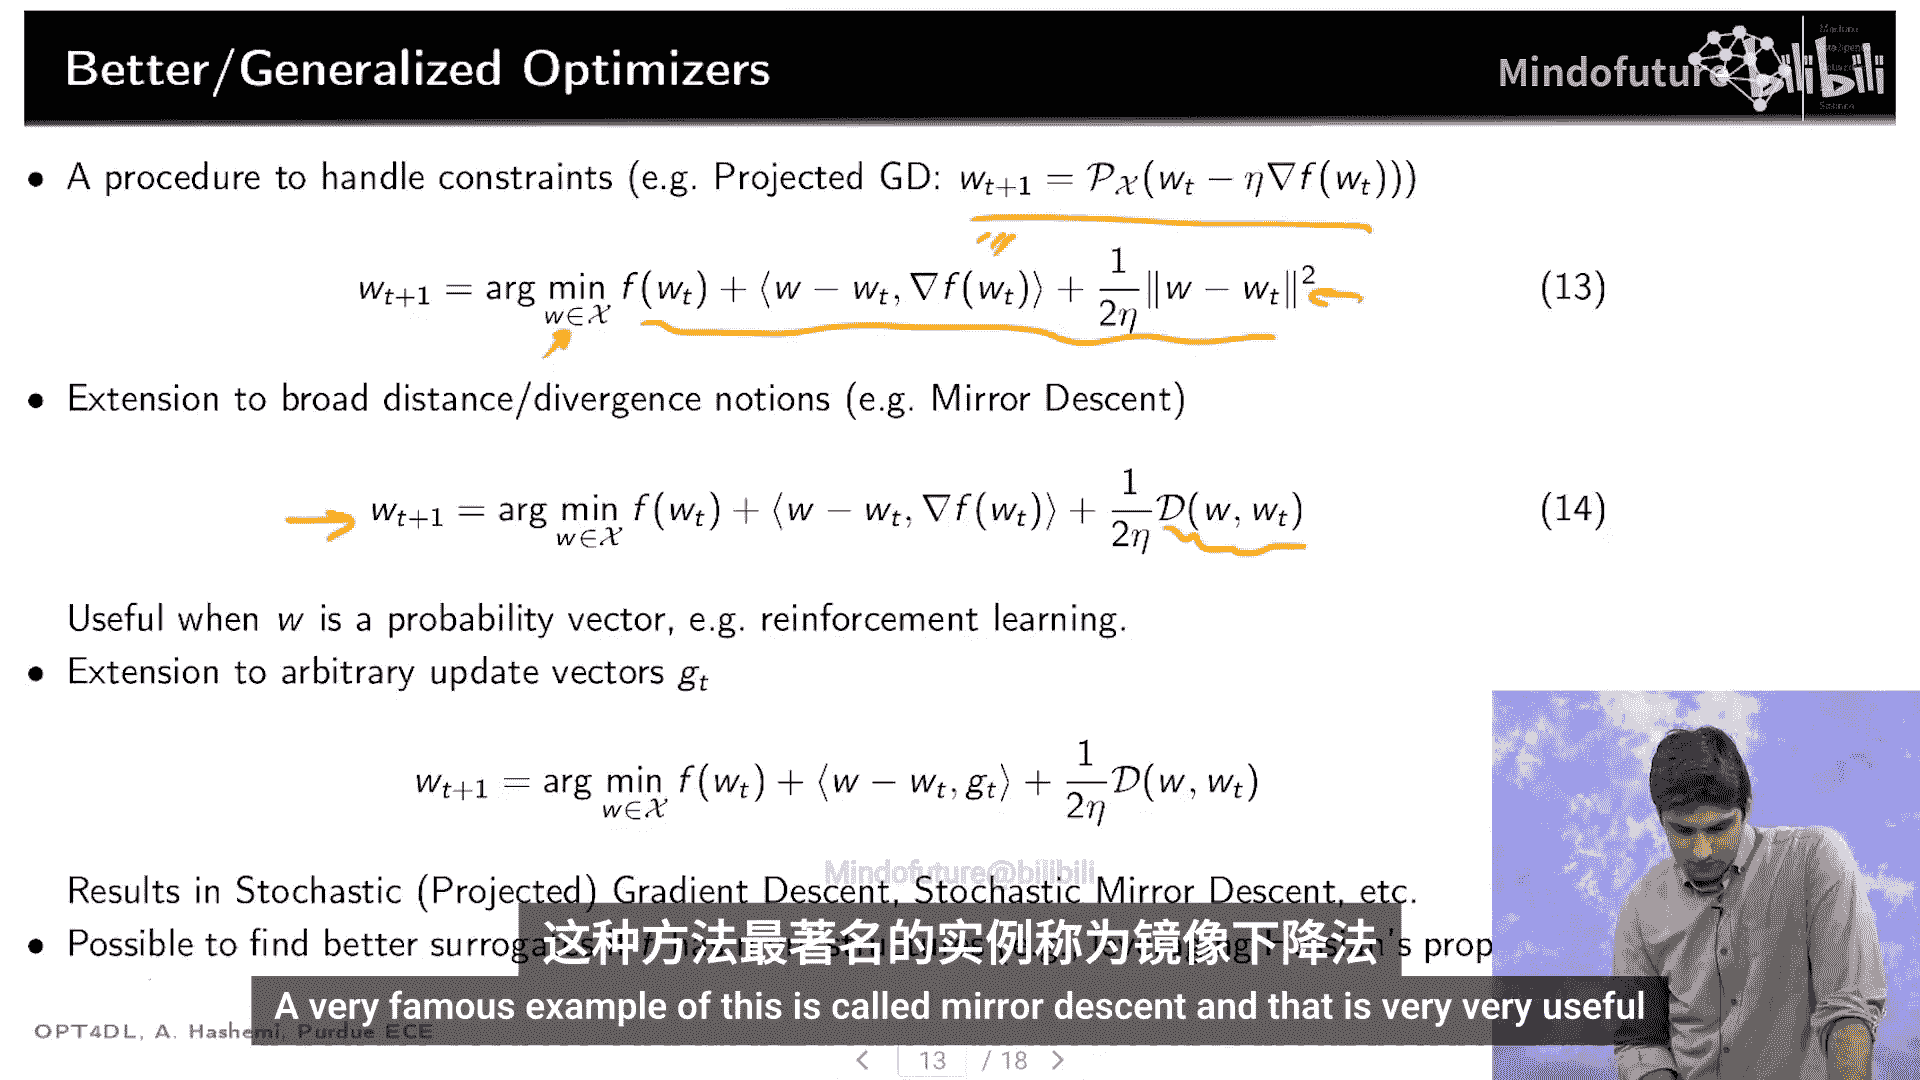 Better/Generalized Optimizers
Mindofuture bilibili
• A procedure to handle constraints (e.g. Projected GD: w_{t+1} = 𝒫_𝒳(w_t − η∇f(w_t)))
w_{t+1} = arg min_{w∈𝒳} f(w_t) + ⟨w − w_t, ∇f(w_t)⟩ + 1/(2η) ‖w − w_t‖² (13)
• Extension to broad distance/divergence notions (e.g. Mirror Descent)
w_{t+1} = arg min_{w∈𝒳} f(w_t) + ⟨w − w_t, ∇f(w_t)⟩ + 1/(2η) 𝒟(w, w_t) (14)
Useful when w is a probability vector, e.g. reinforcement learning.
• Extension to arbitrary update vectors g_t
w_{t+1} = arg min_{w∈𝒳} f(w_t) + ⟨w − w_t, g_t⟩ + 1/(2η) 𝒟(w, w_t)
Mindofuture@bilibili
Results in Stochastic (Projected) Gradient Descent, Stochastic Mirror Descent, etc.
• Possible to find better surrog
这种方法最著名的实例称为镜像下降法
A very famous example of this is called mirror descent and that is very very useful
OPT4DL, A. Hashemi, Purdue ECE
13 / 18